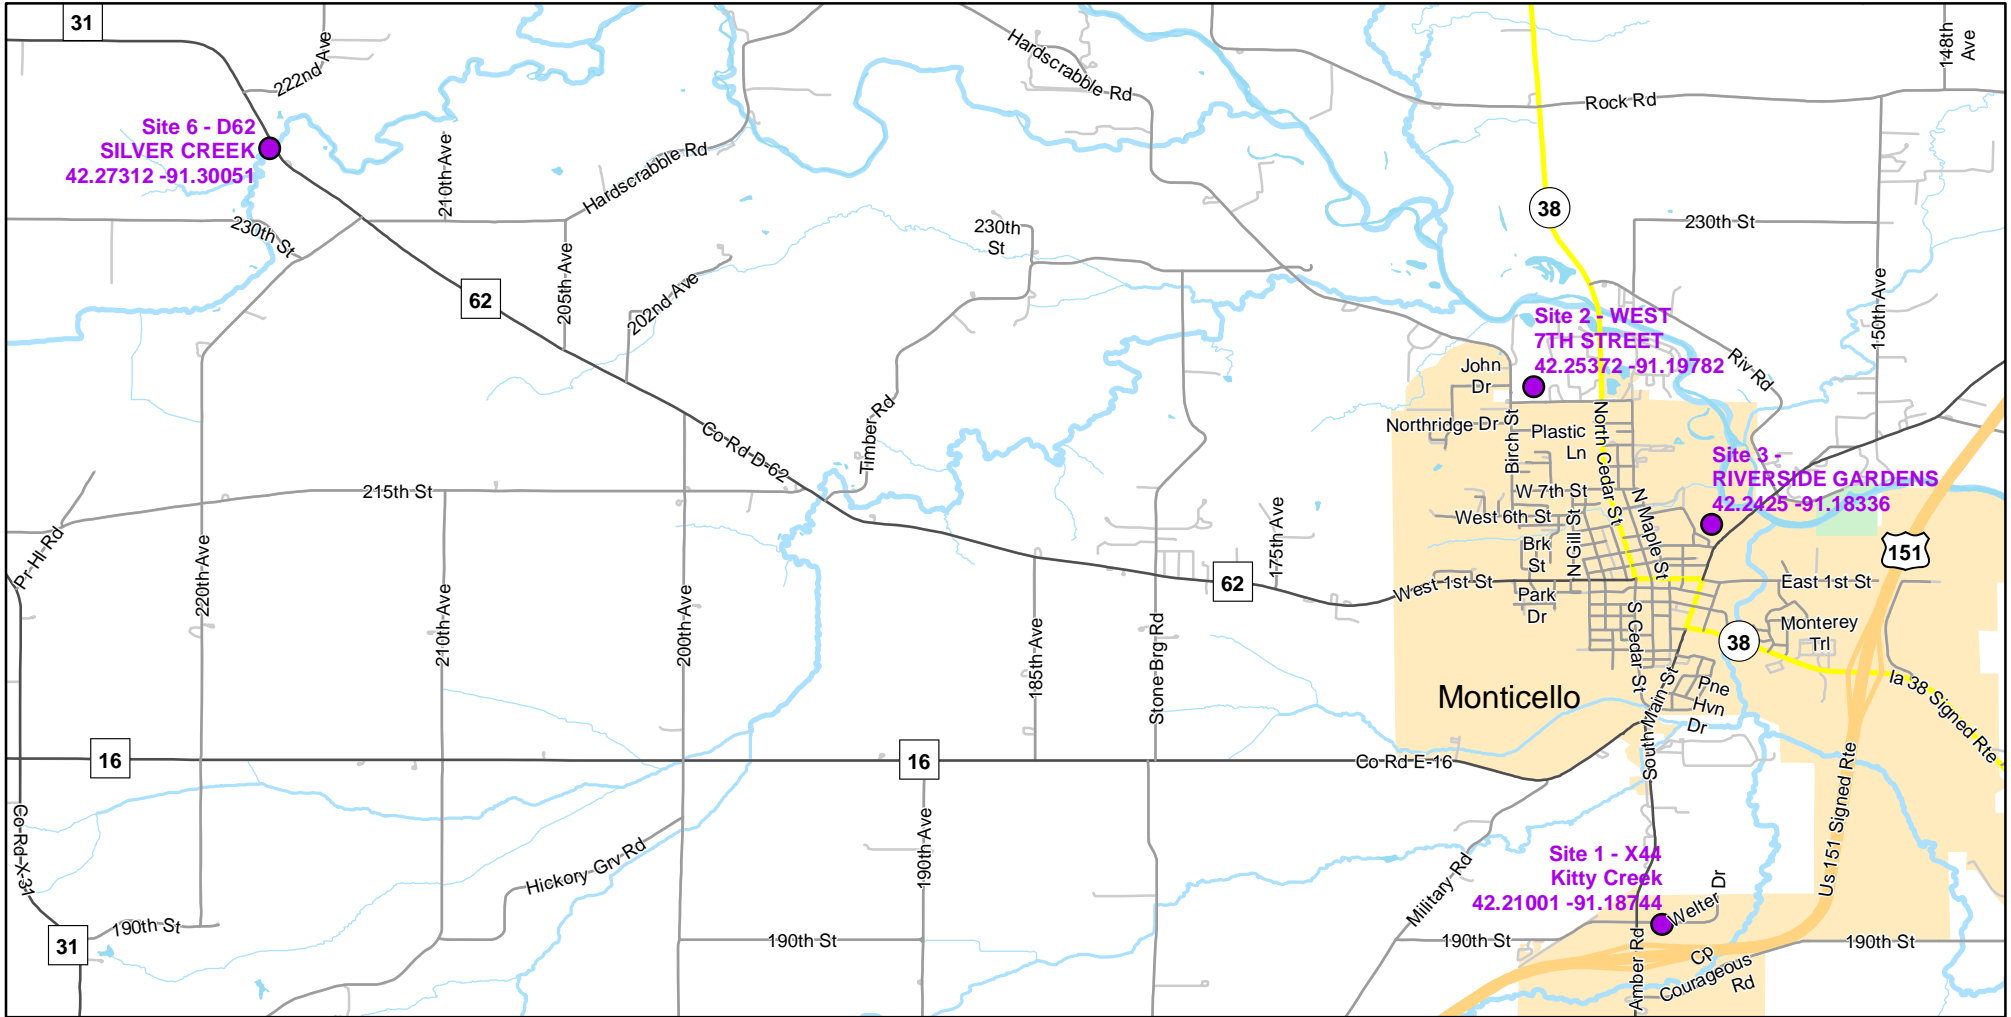 31
222nd Ave
Hardscrabble Rd
148th
Ave
Rock Rd
Site 6 - D62
SILVER CREEK
42.27312 -91.30051
210th Ave
Hardscrabble Rd
38
230th St
230th
St
230th St
62
205th Ave
202nd Ave
150th Ave
Site 2 - WEST
7TH STREET
42.25372 -91.19782
Riv Rd
John
Dr
Northridge Dr
Birch St
Plastic
Ln
North Cedar St
Timber Rd
Co Rd D-62
Site 3 -
RIVERSIDE GARDENS
42.2425 -91.18336
215th St
W 7th St
West 6th St
N Gill St
N Maple St
Brk
St
175th Ave
151
Pr Hl Rd
220th Ave
210th Ave
200th Ave
62
West 1st St
East 1st St
Park
Dr
S Cedar St
Monterey
Trl
38
185th Ave
Stone Brg Rd
Monticello
Pne
Hvn
Dr
Ia 38 Signed Rte
South Main St
16
16
Co Rd E-16
Us 151 Signed Rte
Co Rd X-31
190th Ave
Hickory Grv Rd
Military Rd
Site 1 - X44
Kitty Creek
42.21001 -91.18744
Welter Dr
190th St
31
190th St
190th St
190th St
Amber Rd
Cp
Courageous
Rd